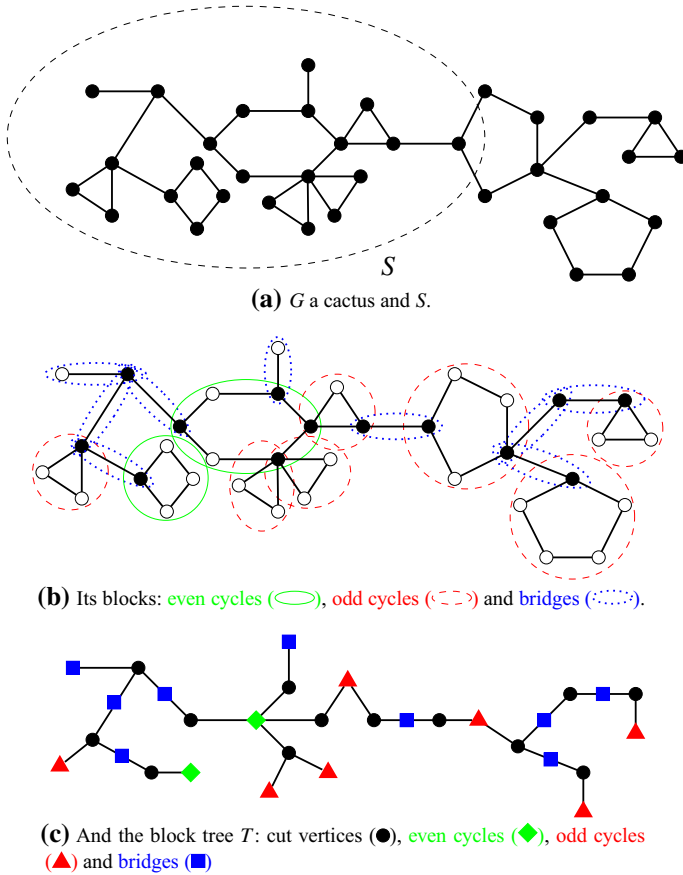 S
(a) G a cactus and S.
(b) Its blocks: even cycles ( ), odd cycles ( ) and bridges ( ).
(c) And the block tree T: cut vertices (●), even cycles (◆), odd cycles
(▲) and bridges (■)